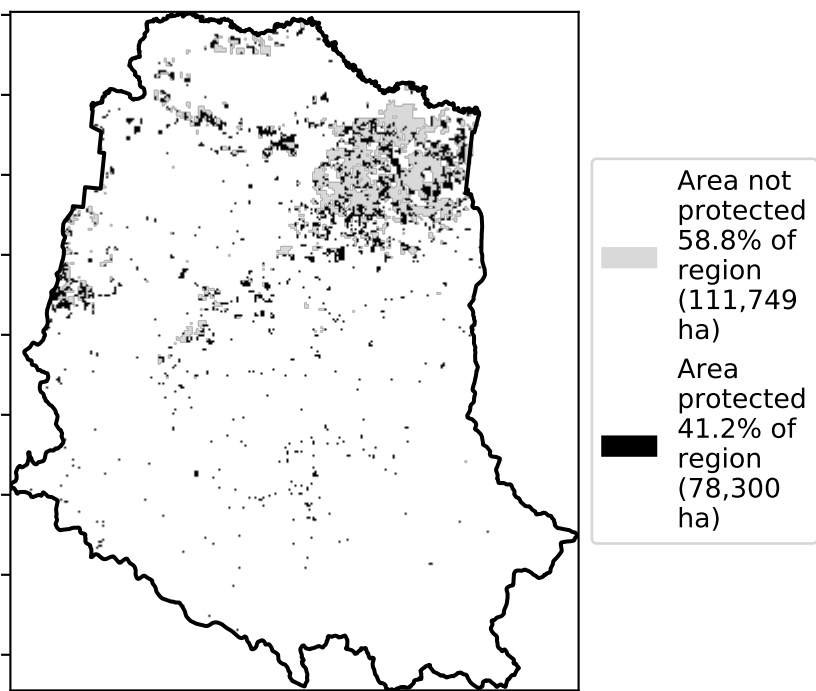 Area not
protected
58.8% of
region
(111,749
ha)
Area
protected
41.2% of
region
(78,300
ha)